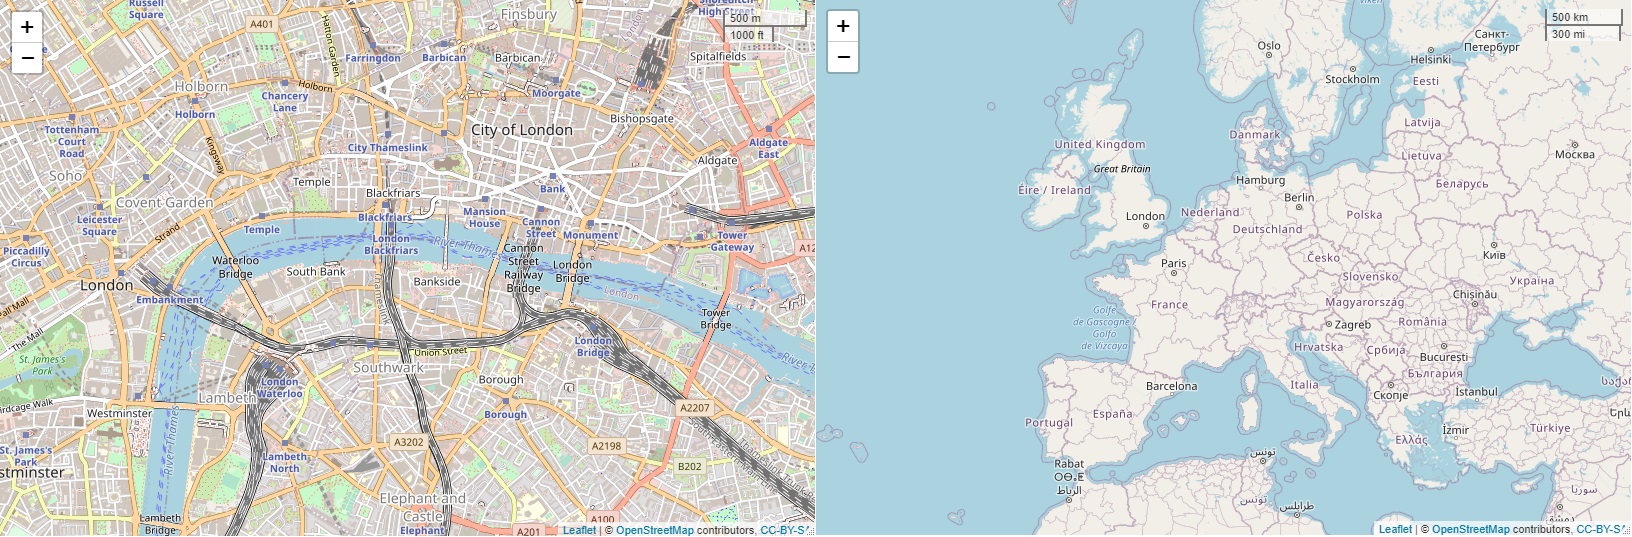 +
−
Russell
Square
A401
Hatton Garden
Finsbury
Shoreditch
High Street
500 m
1000 ft
Farringdon
Barbican
Barbican
Spitalfields
Holborn
Chancery
Lane
Holborn
Moorgate
Holborn
Bishopsgate
Tottenham
Court
Road
Kingsway
City of London
City Thameslink
Aldgate
East
Aldgate
Soho
Temple
Blackfriars
Bank
Covent Garden
Leicester
Square
Strand
Temple
Blackfriars
London
Blackfriars
Mansion
House
Cannon
Street
Monument
Tower
Gateway
Piccadilly
Circus
River Thames
A12
Waterloo
Bridge
South Bank
Cannon
Street
Railway
Bridge
London
Bridge
Bankside
London
Embankment
London
Tower
Bridge
Pall Mall
The Mall
Thameslink
St. James's
Park
Union Street
London
Bridge
River T
Southwark
Borough
London
Waterloo
Lambeth
Birdcage Walk
Westminster
Borough
A2207
River Thames
St. James's
Park
stminster
A3202
A2198
Lambeth
North
B202
Elephant and
Castle
Lambeth
Bridge
Elephant
A201
A100
Leaflet | © OpenStreetMap contributors, CC-BY-SA
+
−
500 km
300 mi
Viken
Oslo
Stockholm
Helsinki
Санкт-
Петербург
Eesti
Latvija
Danmark
Lietuva
Москва
United Kingdom
Great Britain
Éire / Ireland
Hamburg
Berlin
Беларусь
London
Nederland
Polska
Deutschland
Київ
Paris
Česko
Slovensko
Україна
France
Magyarország
Chișinău
Golfe
de Gascogne /
Golfo
de Vizcaya
Zagreb
România
Hrvatska
Србија
București
България
Barcelona
Italia
Скопје
İstanbul
España
Portugal
İzmir
Ελλάς
Türkiye
Rabat
ⵔⴱⴰⵟ
الرباط
تونس
تونس
طرابلس
سوريا
دمشق
Leaflet | © OpenStreetMap contributors, CC-BY-SA